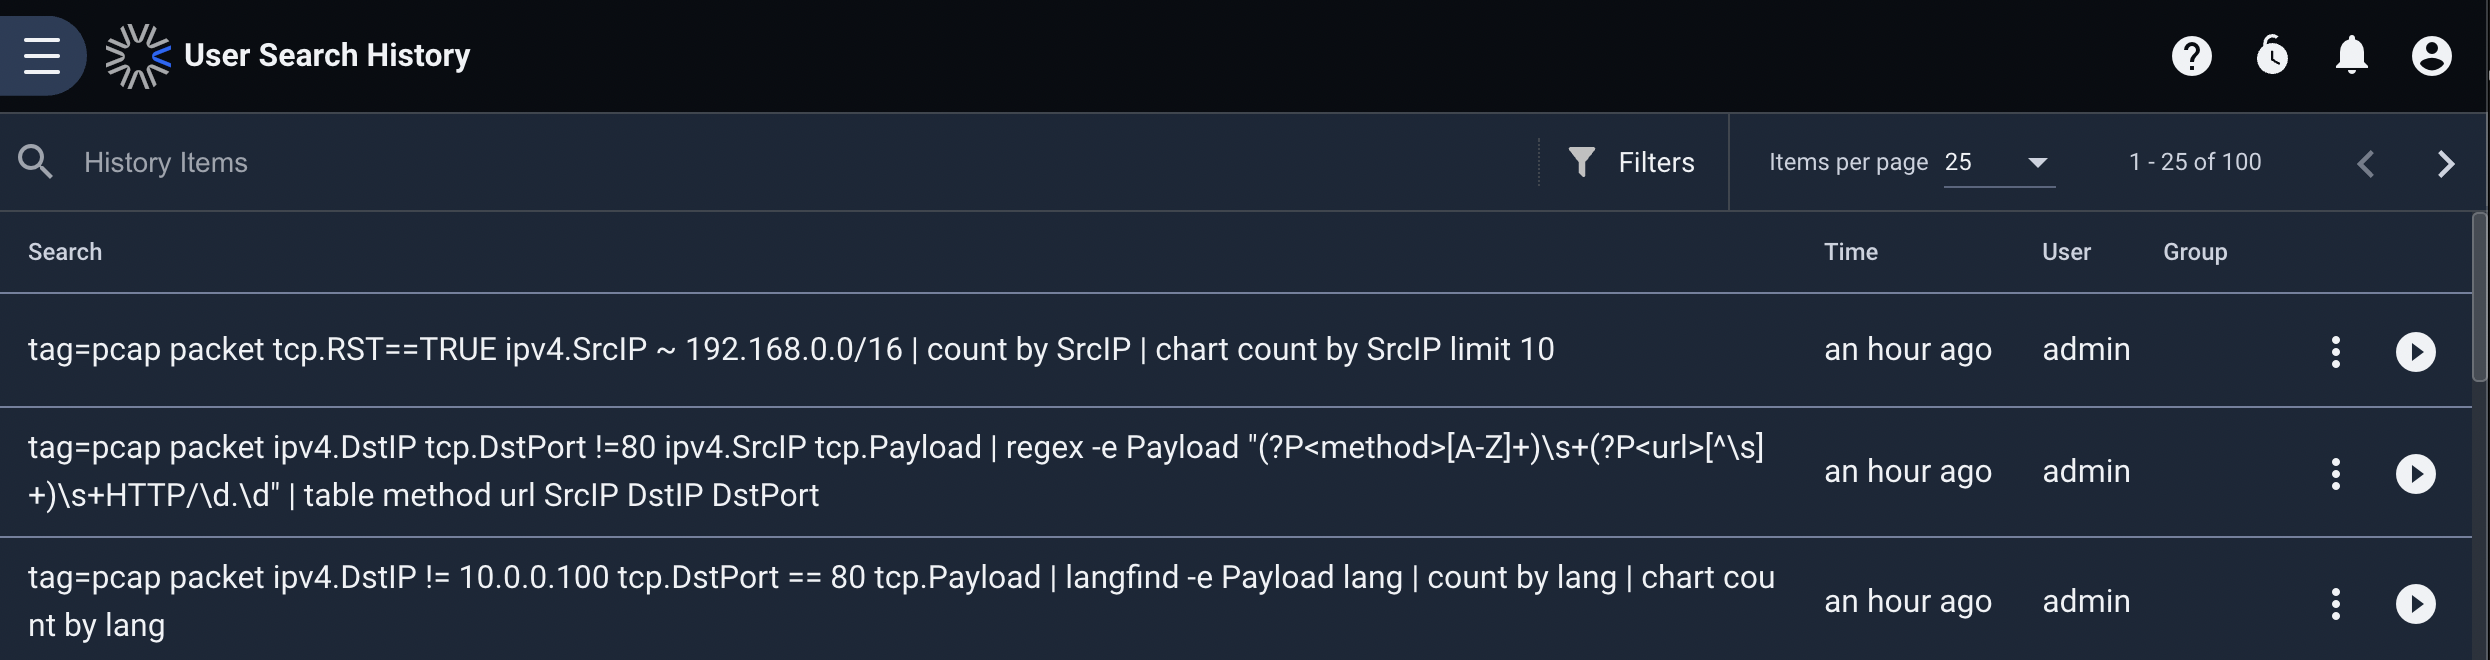 User Search History
History Items
Filters
Items per page 25
1 - 25 of 100
Search Time User Group
tag=pcap packet tcp.RST==TRUE ipv4.SrcIP ~ 192.168.0.0/16 | count by SrcIP | chart count by SrcIP limit 10 an hour ago admin
tag=pcap packet ipv4.DstIP tcp.DstPort !=80 ipv4.SrcIP tcp.Payload | regex -e Payload "(?P<method>[A-Z]+)\s+(?P<url>[^\s]
+)\s+HTTP/\d.\d" | table method url SrcIP DstIP DstPort
an hour ago admin
tag=pcap packet ipv4.DstIP != 10.0.0.100 tcp.DstPort == 80 tcp.Payload | langfind -e Payload lang | count by lang | chart cou
nt by lang
an hour ago admin